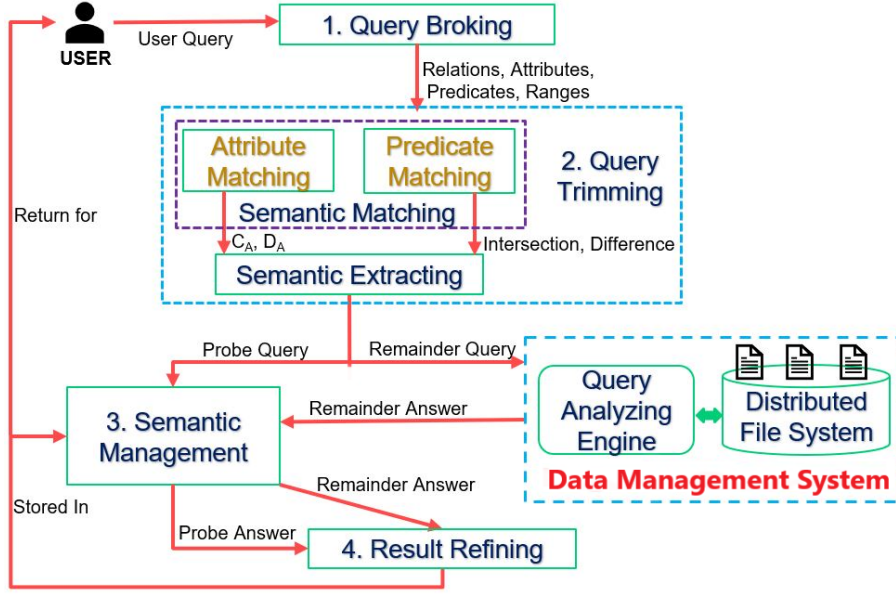 USER
User Query
1. Query Broking
Relations, Attributes,
Predicates, Ranges
Attribute
Matching
Predicate
Matching
Semantic Matching
2. Query
Trimming
Return for
C_A, D_A
Intersection, Difference
Semantic Extracting
Probe Query
Remainder Query
Query
Analyzing
Engine
Distributed
File System
Data Management System
Remainder Answer
3. Semantic
Management
Remainder Answer
Stored In
Probe Answer
4. Result Refining